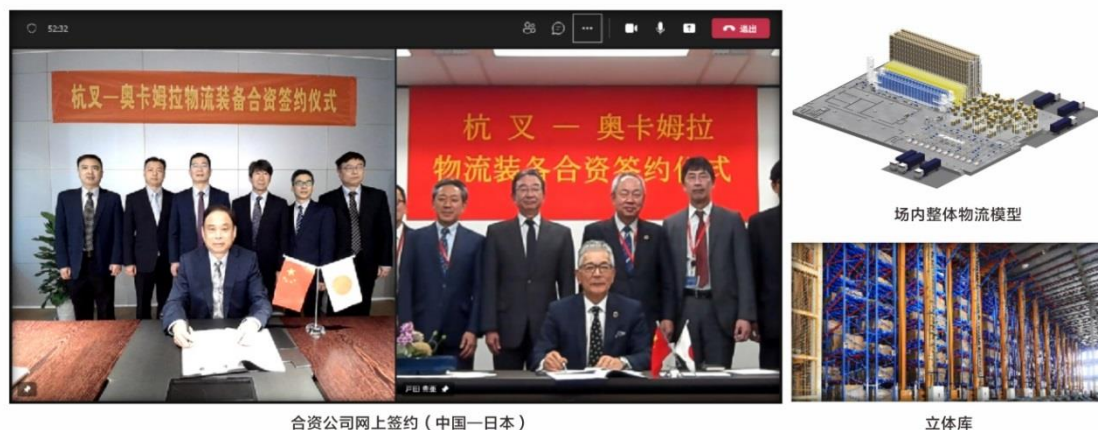 52:32
退出
杭叉—奥卡姆拉物流装备合资签约仪式
杭 叉 — 奥卡姆拉
物流装备合资签约仪式
场内整体物流模型
合资公司网上签约（中国—日本）
立体库